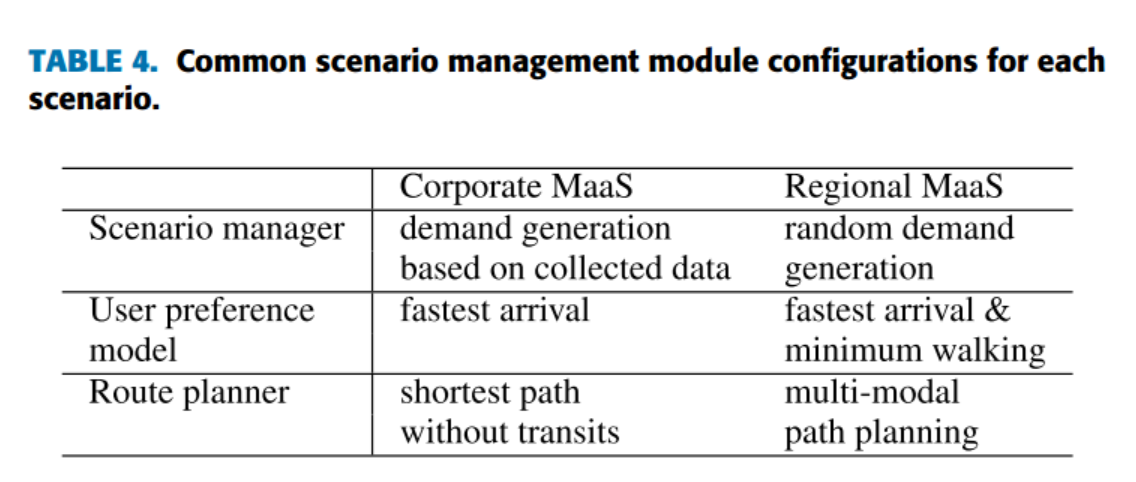 TABLE 4. Common scenario management module configurations for each
scenario.
Corporate MaaS Regional MaaS
Scenario manager demand generation random demand
based on collected data generation
User preference fastest arrival fastest arrival &
model minimum walking
Route planner shortest path multi-modal
without transits path planning